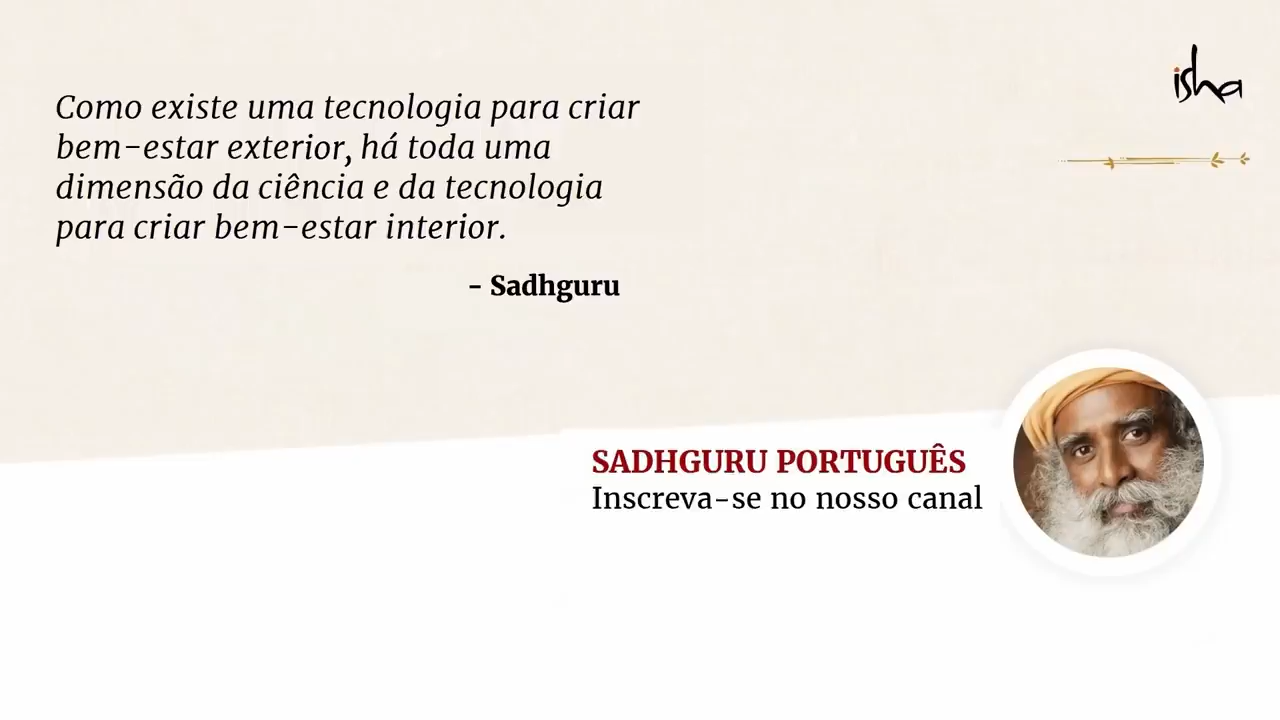 isha
Como existe uma tecnologia para criar
bem-estar exterior, há toda uma
dimensão da ciência e da tecnologia
para criar bem-estar interior.
- Sadhguru
SADHGURU PORTUGUÊS
Inscreva-se no nosso canal